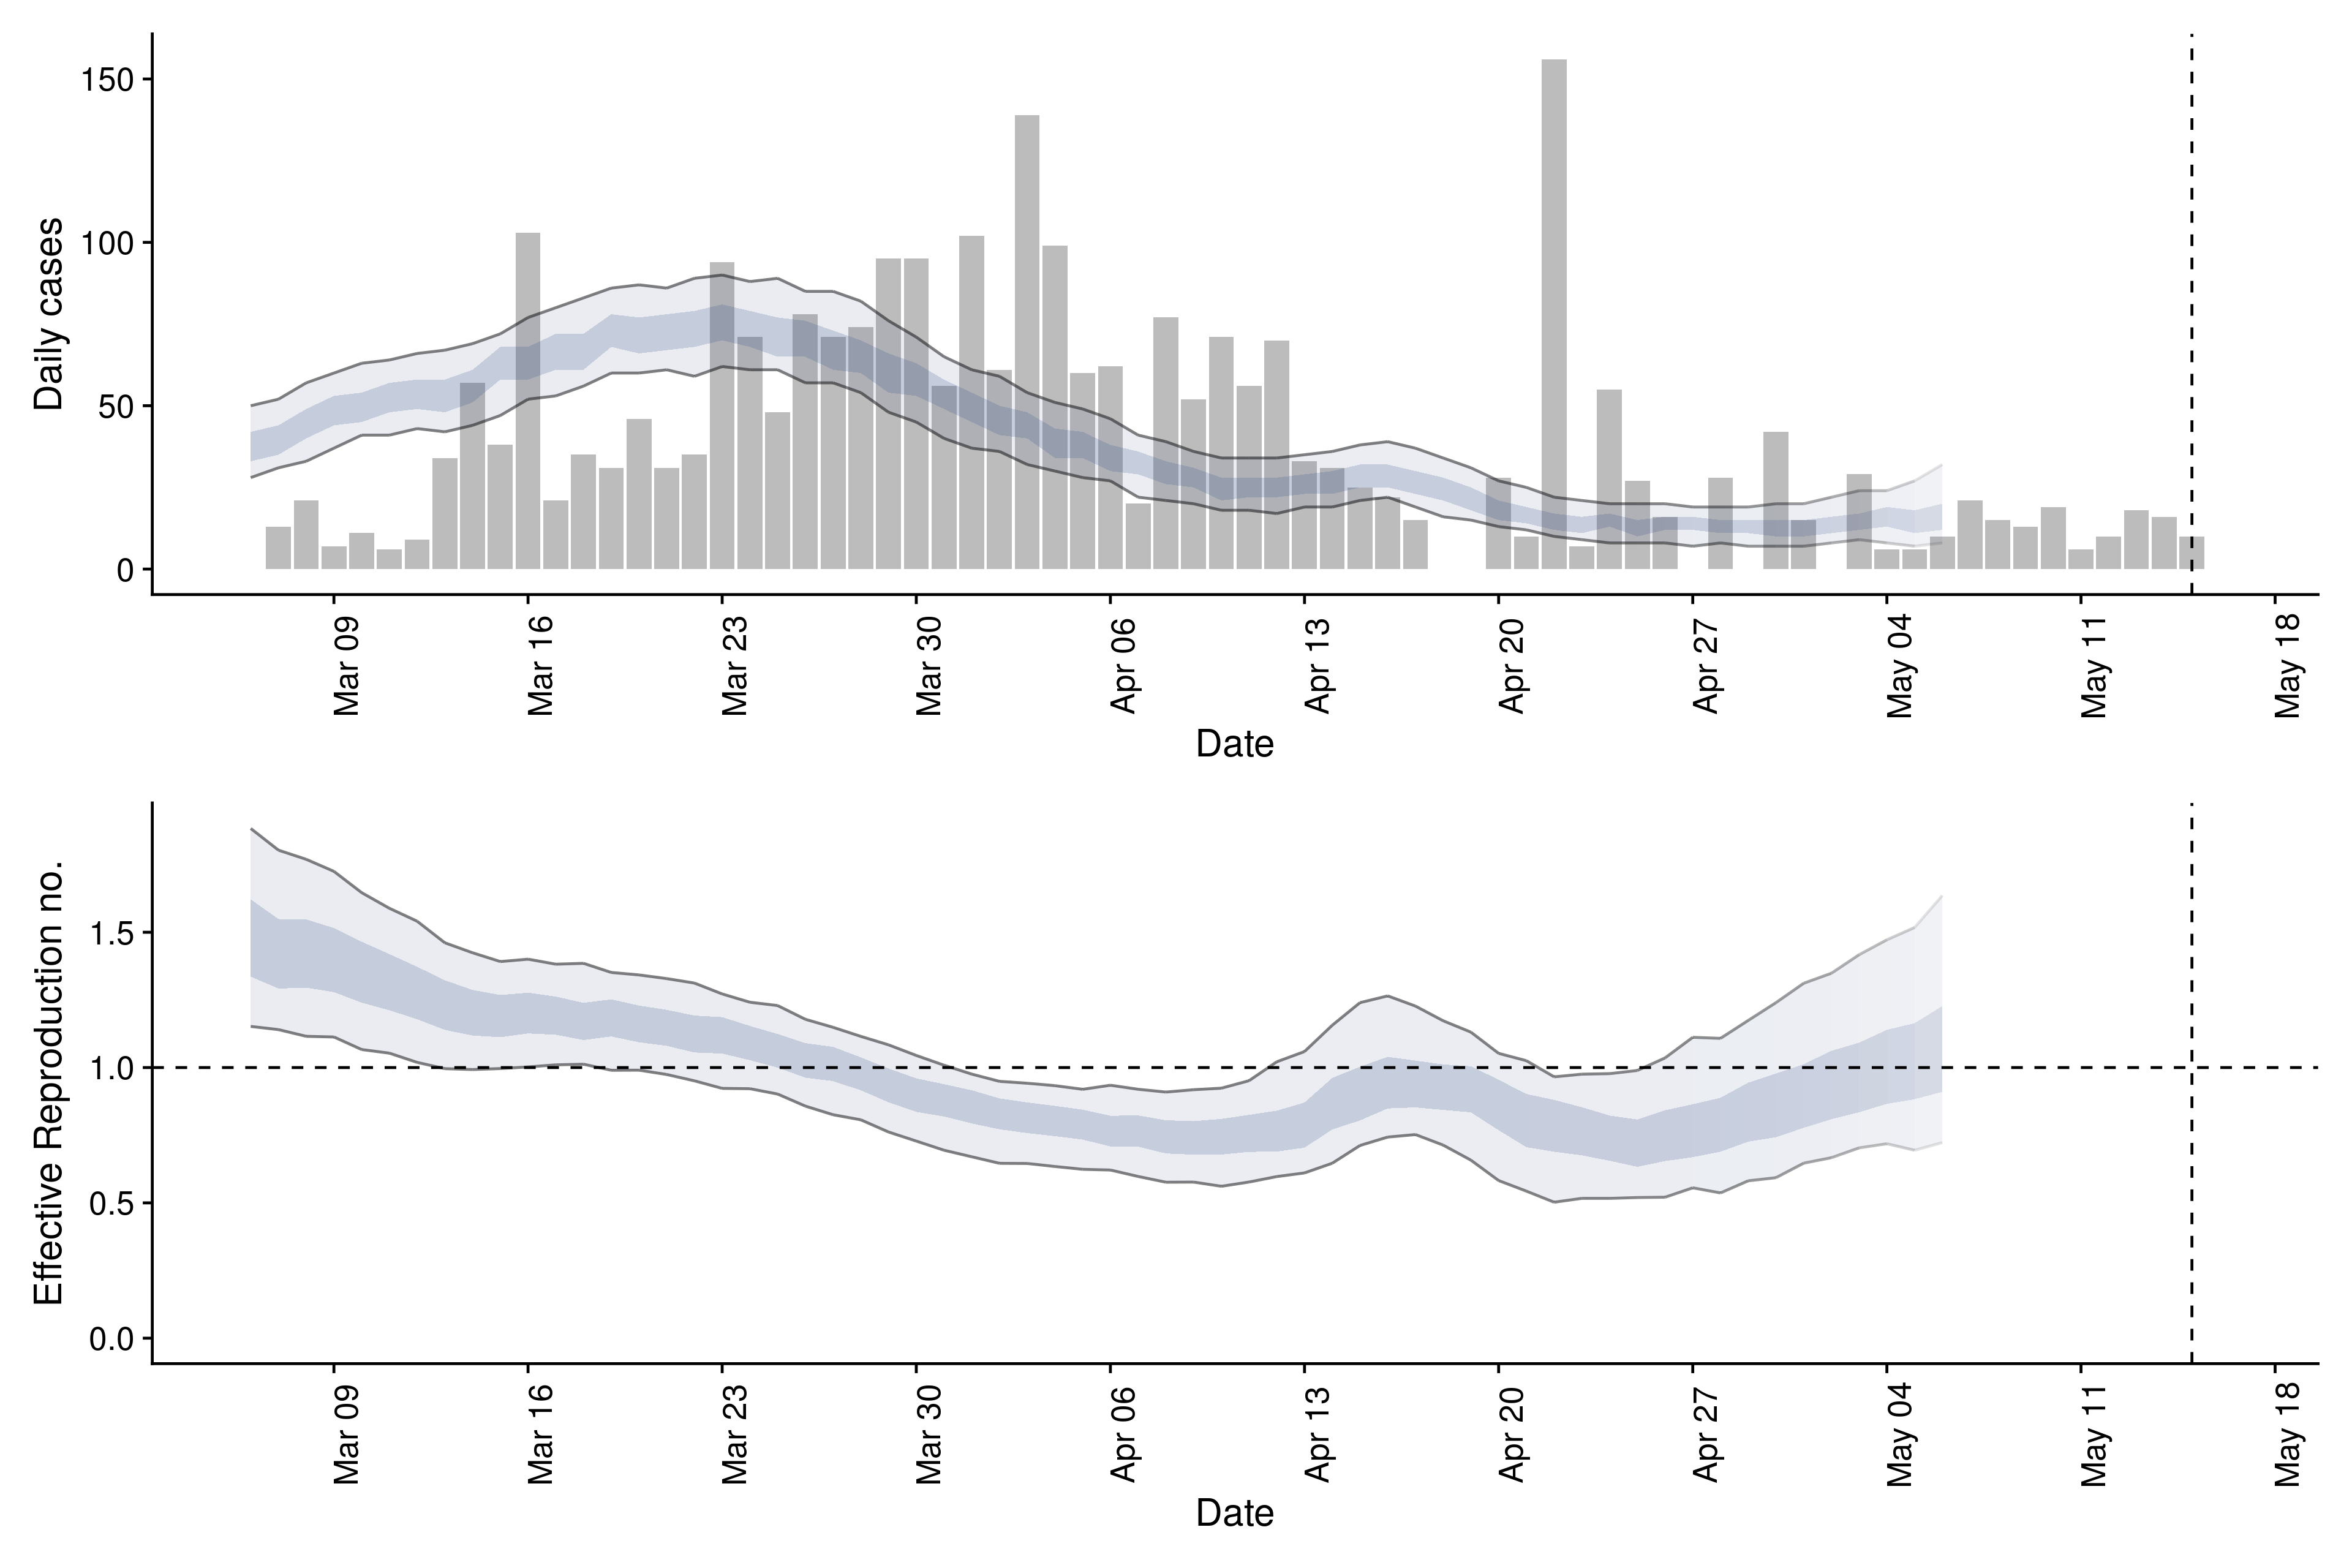 Daily cases
150
100
50
0
Mar 09
Mar 16
Mar 23
Mar 30
Apr 06
Apr 13
Apr 20
Apr 27
May 04
May 11
May 18
Date
Effective Reproduction no.
1.5
1.0
0.5
0.0
Mar 09
Mar 16
Mar 23
Mar 30
Apr 06
Apr 13
Apr 20
Apr 27
May 04
May 11
May 18
Date